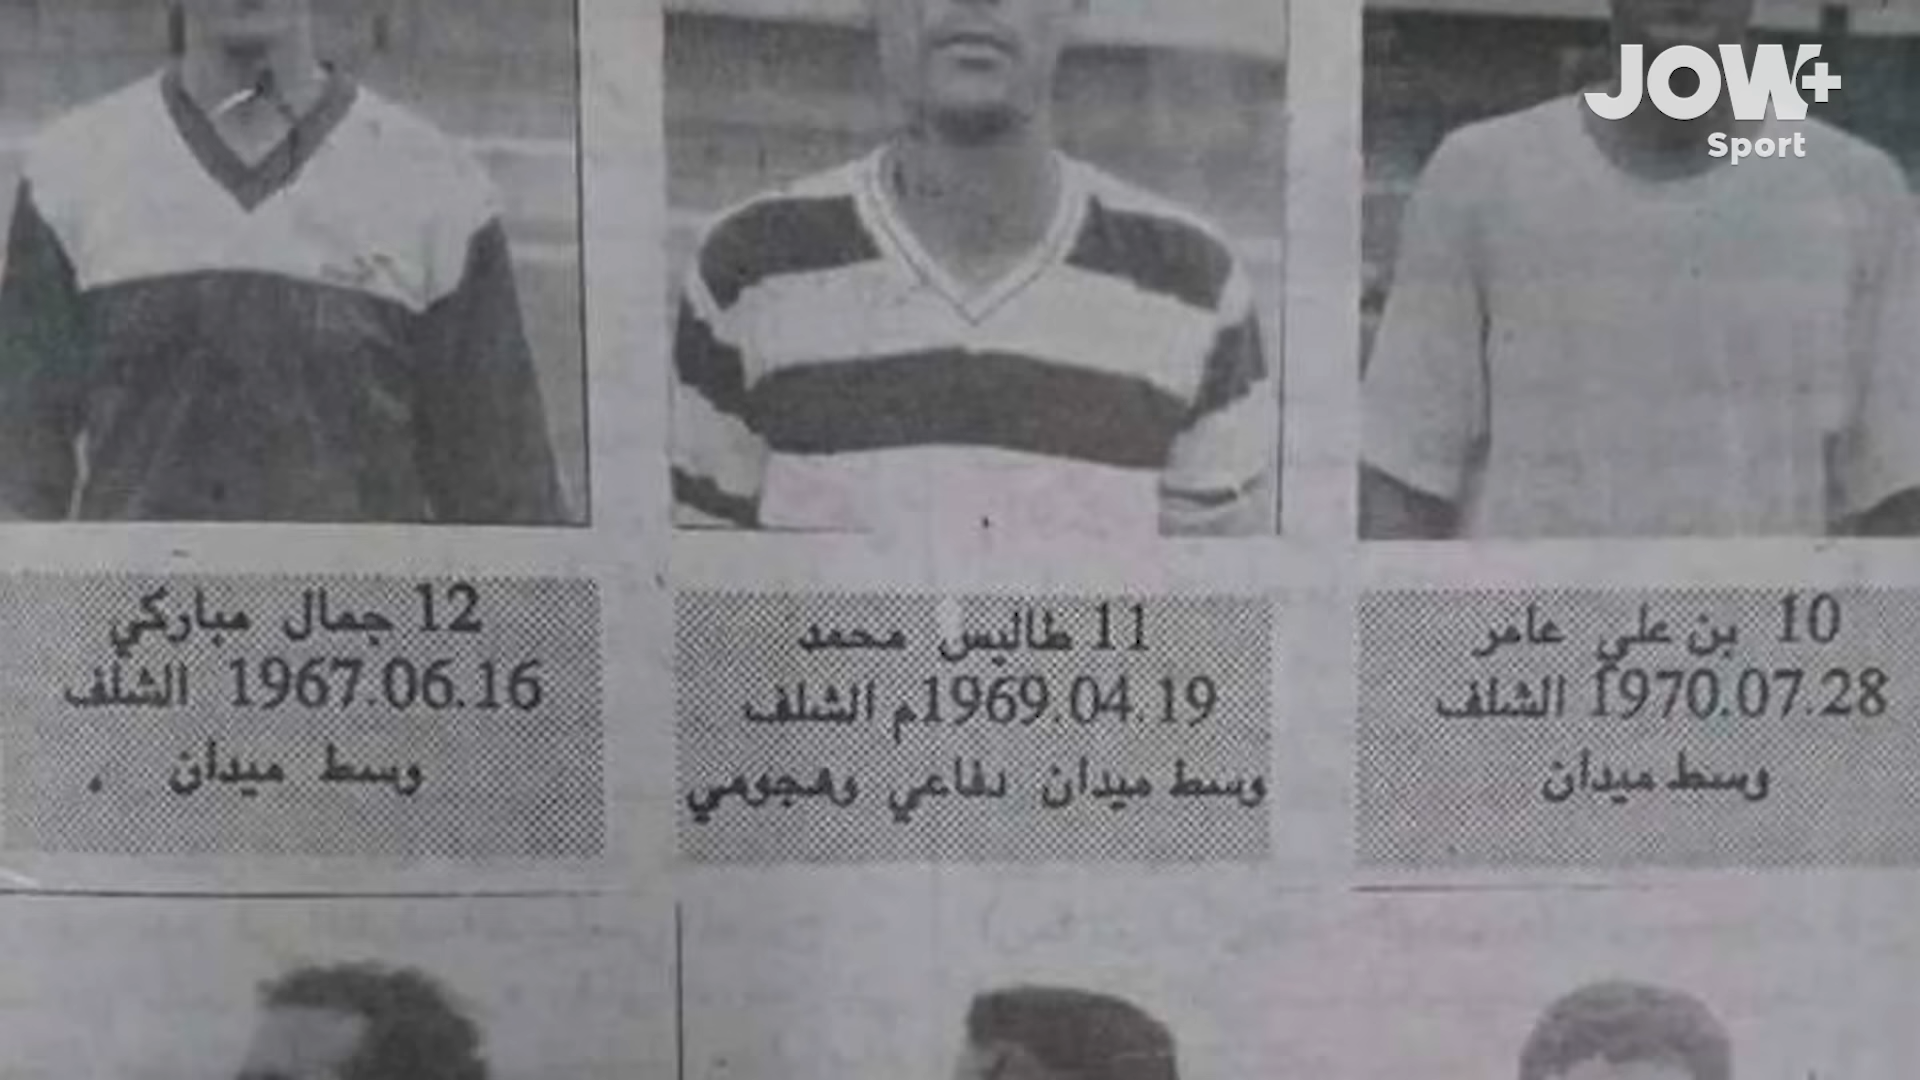 JOW+
Sport
10 بن علي عامر
1970.07.28 الشلف
وسط ميدان
11 طاليس محمد
1969.04.19م الشلف
وسط ميدان دفاعي وهجومي
12 جمال مباركي
1967.06.16 الشلف
وسط ميدان .